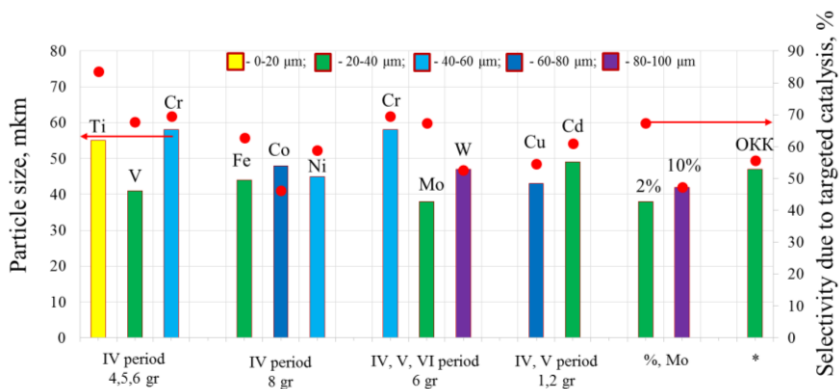 Particle size, mkm
80
70
60
50
40
30
20
10
0
- 0-20 μm; - 20-40 μm; - 40-60 μm; - 60-80 μm; - 80-100 μm
Ti
V
Cr
Fe
Co
Ni
Cr
Mo
W
Cu
Cd
2%
10%
OKK
IV period
4,5,6 gr
IV period
8 gr
IV, V, VI period
6 gr
IV, V period
1,2 gr
%, Mo
*
90
80
70
60
50
40
30
20
10
0
Selectivity due to targeted catalysis, %